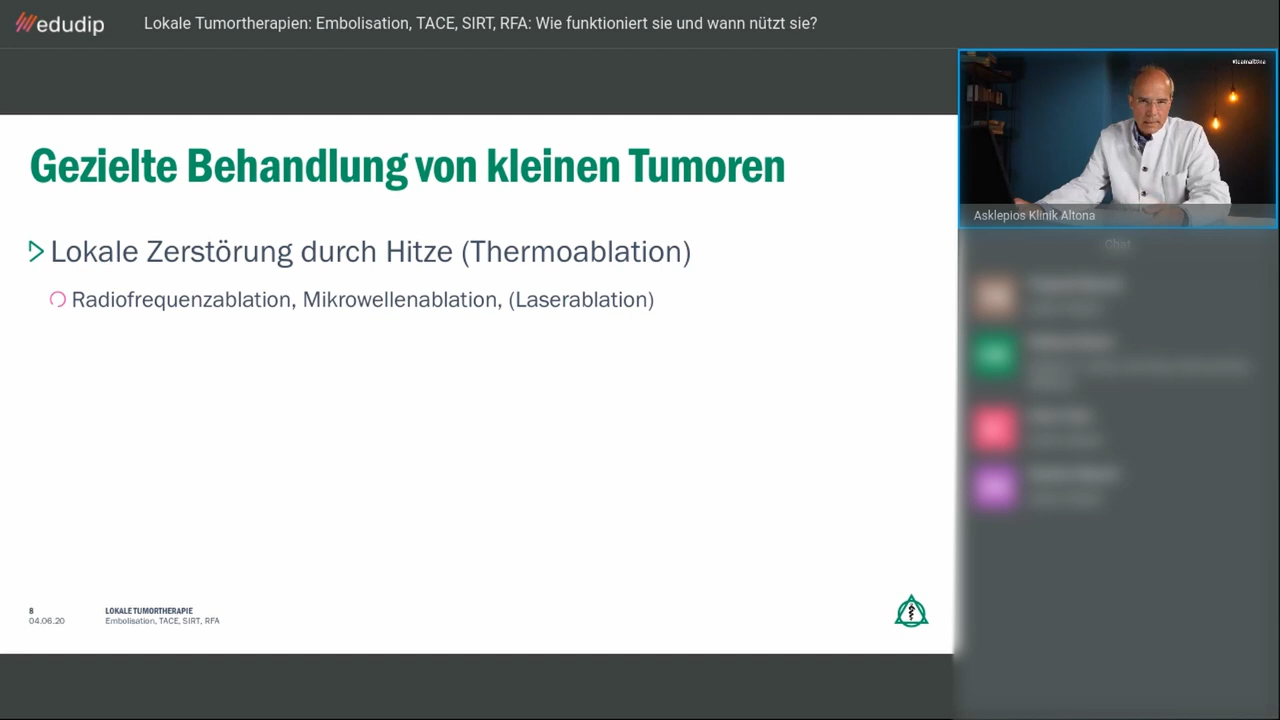 edudip
Lokale Tumortherapien: Embolisation, TACE, SIRT, RFA: Wie funktioniert sie und wann nützt sie?
Gezielte Behandlung von kleinen Tumoren
Lokale Zerstörung durch Hitze (Thermoablation)
Radiofrequenzablation, Mikrowellenablation, (Laserablation)
8
04.06.20
LOKALE TUMORTHERAPIE
Embolisation, TACE, SIRT, RFA
Asklepios Klinik Altona
Chat